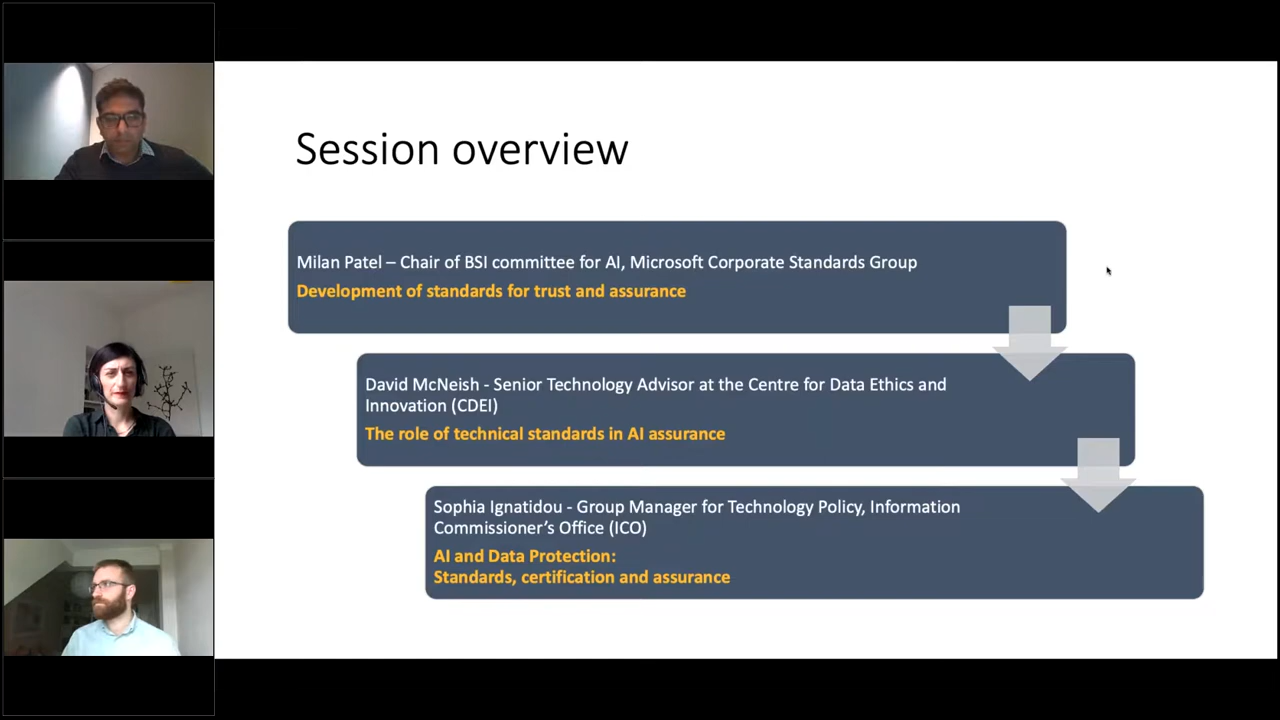 Session overview
Milan Patel – Chair of BSI committee for AI, Microsoft Corporate Standards Group
Development of standards for trust and assurance
David McNeish - Senior Technology Advisor at the Centre for Data Ethics and
Innovation (CDEI)
The role of technical standards in AI assurance
Sophia Ignatidou - Group Manager for Technology Policy, Information
Commissioner’s Office (ICO)
AI and Data Protection:
Standards, certification and assurance